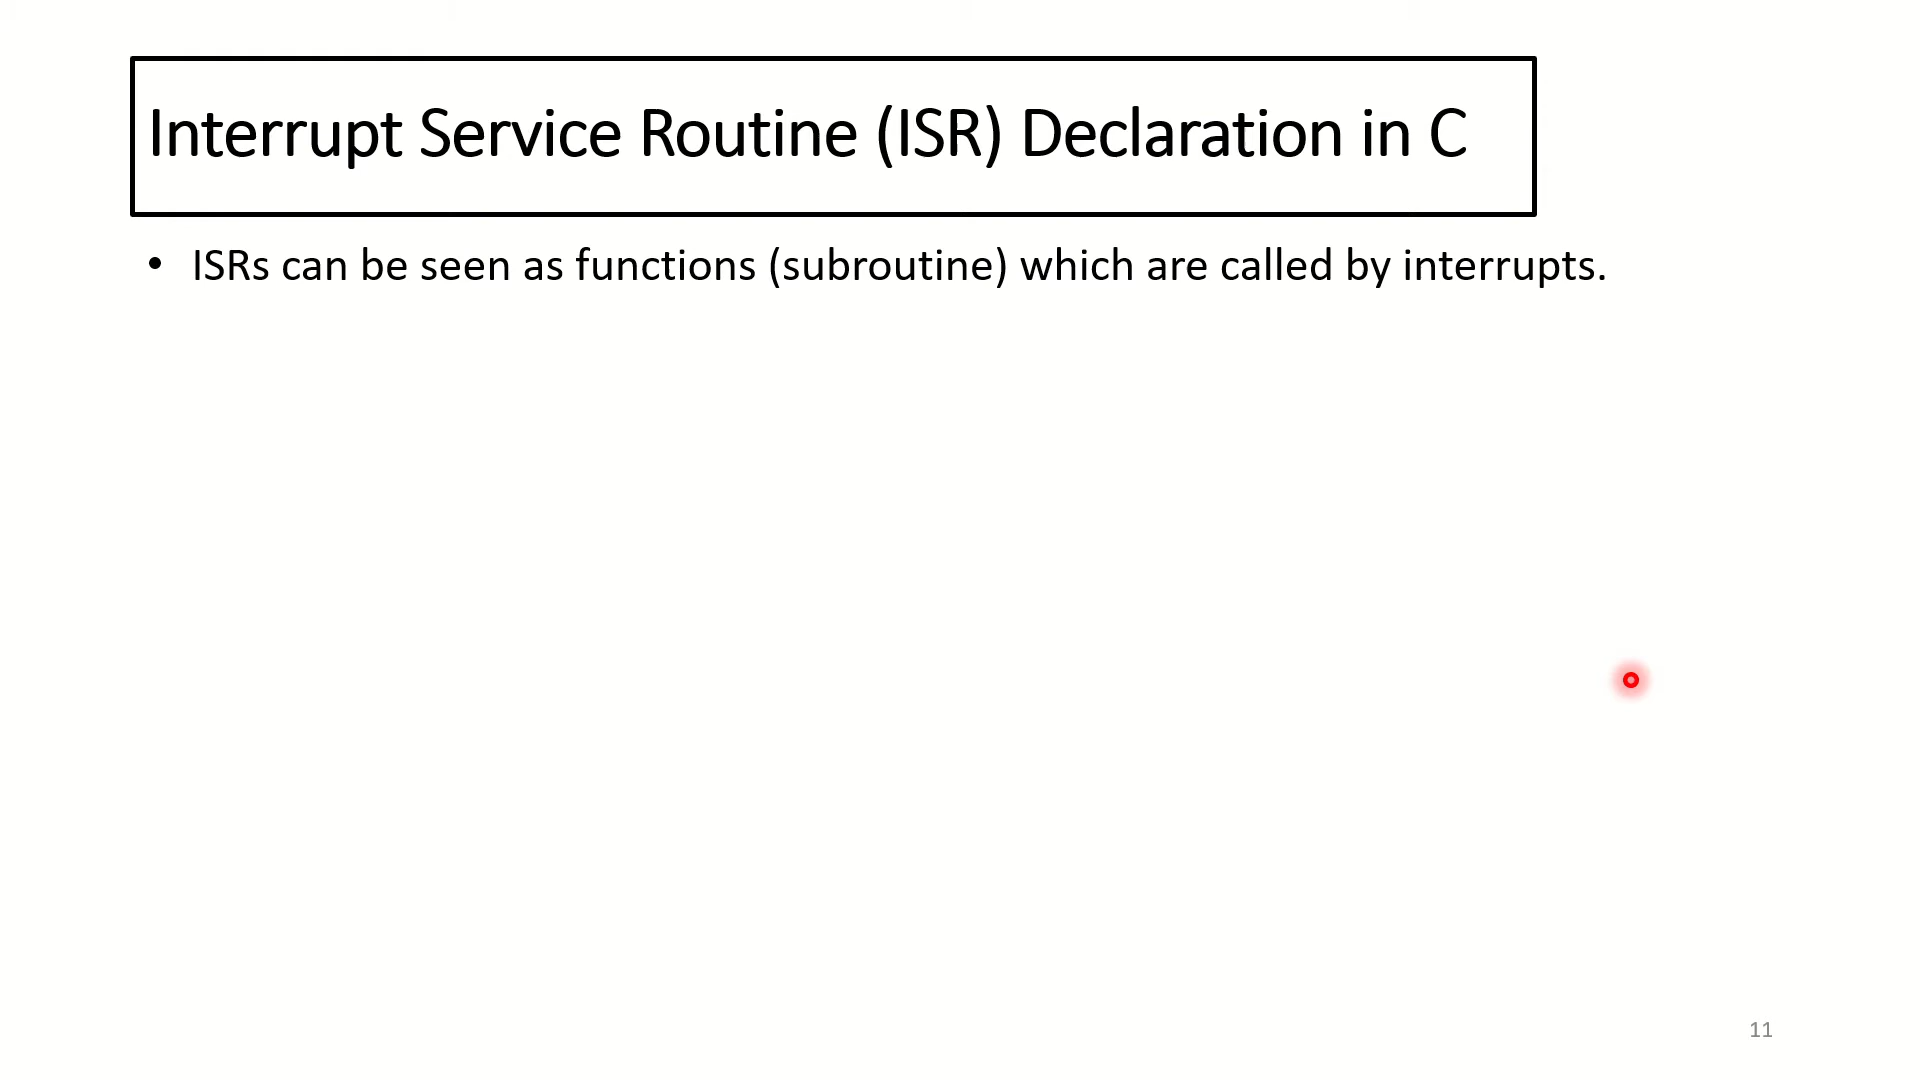 Interrupt Service Routine (ISR) Declaration in C
• ISRs can be seen as functions (subroutine) which are called by interrupts.
11